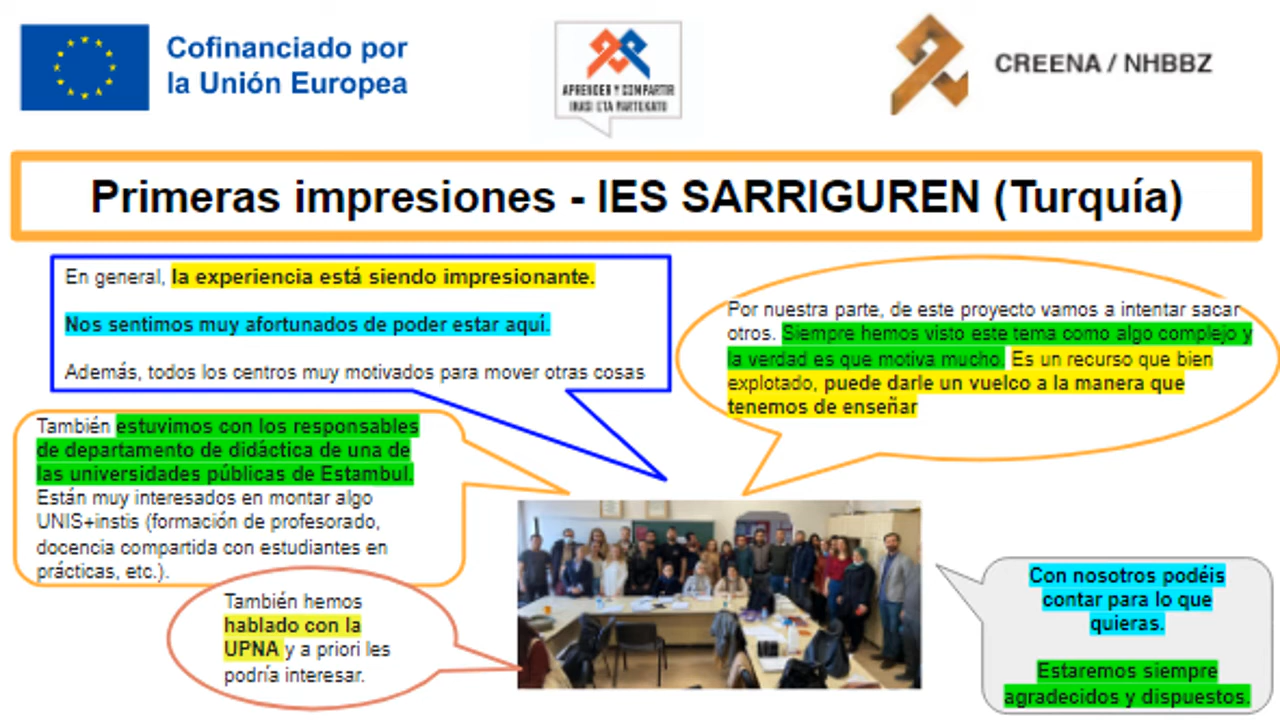 Cofinanciado por
la Unión Europea
APRENDER Y COMPARTIR
IKASI ETA PARTEKATU
CREENA / NHBBZ
Primeras impresiones - IES SARRIGUREN (Turquía)
En general, la experiencia está siendo impresionante.
Nos sentimos muy afortunados de poder estar aquí.
Además, todos los centros muy motivados para mover otras cosas
Por nuestra parte, de este proyecto vamos a intentar sacar
otros. Siempre hemos visto este tema como algo complejo y
la verdad es que motiva mucho. Es un recurso que bien
explotado, puede darle un vuelco a la manera que
tenemos de enseñar
También estuvimos con los responsables
de departamento de didáctica de una de
las universidades públicas de Estambul.
Están muy interesados en montar algo
UNIS+instis (formación de profesorado,
docencia compartida con estudiantes en
prácticas, etc.).
También hemos
hablado con la
UPNA y a priori les
podría interesar.
Con nosotros podéis
contar para lo que
quieras.
Estaremos siempre
agradecidos y dispuestos.